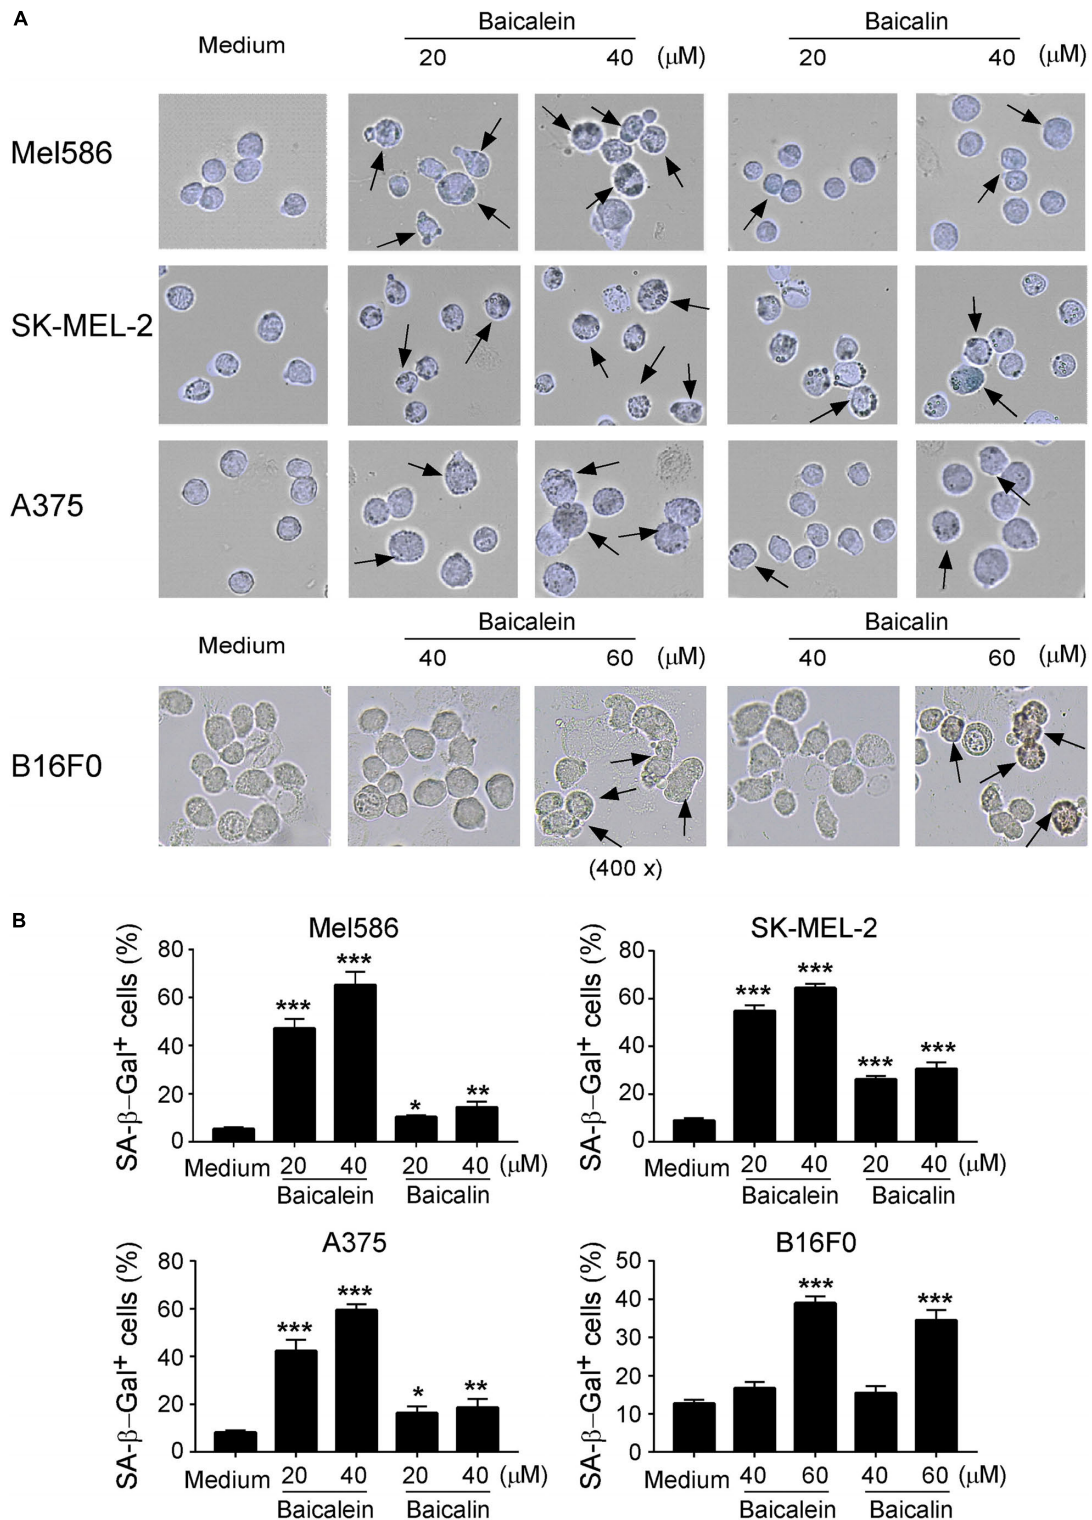 A
Medium
Baicalein
20 40 (μM)
Baicalin
20 40 (μM)
Mel586
SK-MEL-2
A375
Medium
Baicalein
40 60 (μM)
Baicalin
40 60 (μM)
B16F0
(400 x)
B
Mel586
SA-β–Gal+ cells (%)
80
60
40
20
0
***
***
*
**
Medium 20 40 20 40 (μM)
Baicalein Baicalin
SK-MEL-2
SA-β–Gal+ cells (%)
80
60
40
20
0
***
***
***
***
Medium 20 40 20 40 (μM)
Baicalein Baicalin
A375
SA-β–Gal+ cells (%)
80
60
40
20
0
***
***
*
**
Medium 20 40 20 40 (μM)
Baicalein Baicalin
B16F0
SA-β–Gal+ cells (%)
50
40
30
20
10
0
***
***
Medium 40 60 40 60 (μM)
Baicalein Baicalin